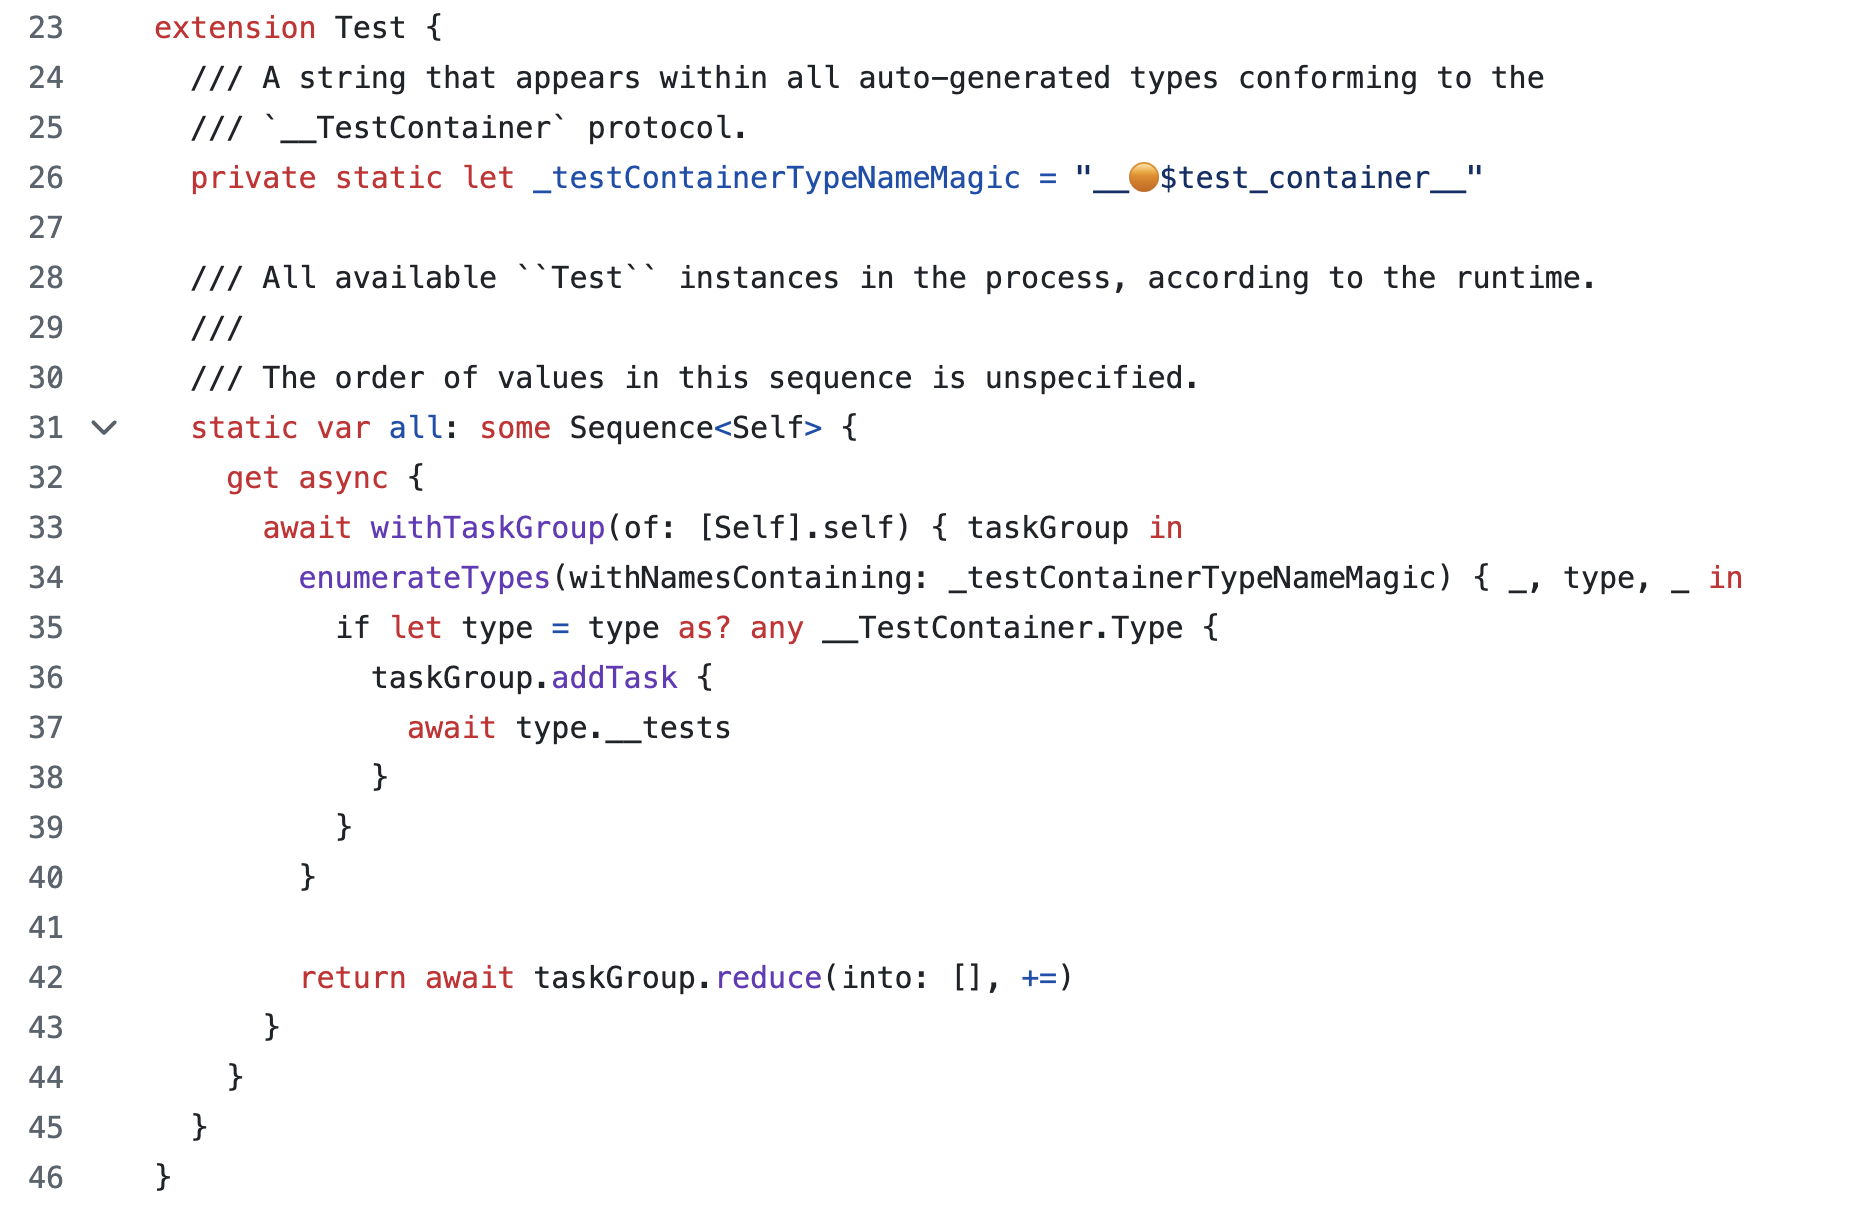 23 extension Test {
24 /// A string that appears within all auto-generated types conforming to the
25 /// `__TestContainer` protocol.
26 private static let _testContainerTypeNameMagic = "__🟠$test_container__"
27
28 /// All available ``Test`` instances in the process, according to the runtime.
29 ///
30 /// The order of values in this sequence is unspecified.
31 static var all: some Sequence<Self> {
32 get async {
33 await withTaskGroup(of: [Self].self) { taskGroup in
34 enumerateTypes(withNamesContaining: _testContainerTypeNameMagic) { _, type, _ in
35 if let type = type as? any __TestContainer.Type {
36 taskGroup.addTask {
37 await type.__tests
38 }
39 }
40 }
41
42 return await taskGroup.reduce(into: [], +=)
43 }
44 }
45 }
46 }